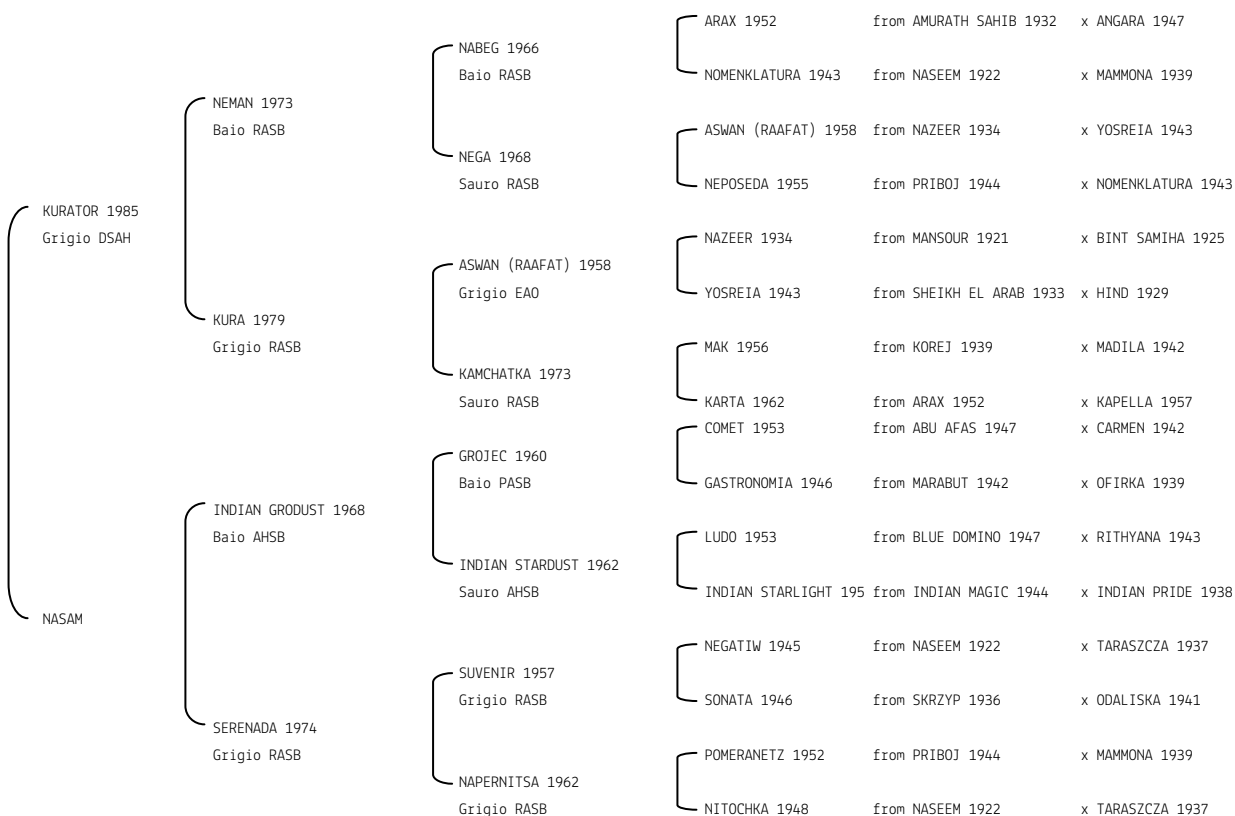 ARAX 1952 from AMURATH SAHIB 1932 x ANGARA 1947
NABEG 1966
Baio RASB NOMENKLATURA 1943 from NASEEM 1922 x MAMMONA 1939
NEMAN 1973
Baio RASB ASWAN (RAAFAT) 1958 from NAZEER 1934 x YOSREIA 1943
NEGA 1968
Sauro RASB NEPOSEDA 1955 from PRIBOJ 1944 x NOMENKLATURA 1943
KURATOR 1985
Grigio DSAH NAZEER 1934 from MANSOUR 1921 x BINT SAMIHA 1925
ASWAN (RAAFAT) 1958
Grigio EAO YOSREIA 1943 from SHEIKH EL ARAB 1933 x HIND 1929
KURA 1979
Grigio RASB MAK 1956 from KOREJ 1939 x MADILA 1942
KAMCHATKA 1973
Sauro RASB KARTA 1962 from ARAX 1952 x KAPELLA 1957
COMET 1953 from ABU AFAS 1947 x CARMEN 1942
GROJEC 1960
Baio PASB GASTRONOMIA 1946 from MARABUT 1942 x OFIRKA 1939
INDIAN GRODUST 1968
Baio AHSB LUDO 1953 from BLUE DOMINO 1947 x RITHYANA 1943
INDIAN STARDUST 1962
Sauro AHSB INDIAN STARLIGHT 195 from INDIAN MAGIC 1944 x INDIAN PRIDE 1938
NASAM
NEGATIW 1945 from NASEEM 1922 x TARASZCZA 1937
SUVENIR 1957
Grigio RASB SONATA 1946 from SKRZYP 1936 x ODALISKA 1941
SERENADA 1974
Grigio RASB POMERANETZ 1952 from PRIBOJ 1944 x MAMMONA 1939
NAPERNITSA 1962
Grigio RASB NITOCHKA 1948 from NASEEM 1922 x TARASZCZA 1937